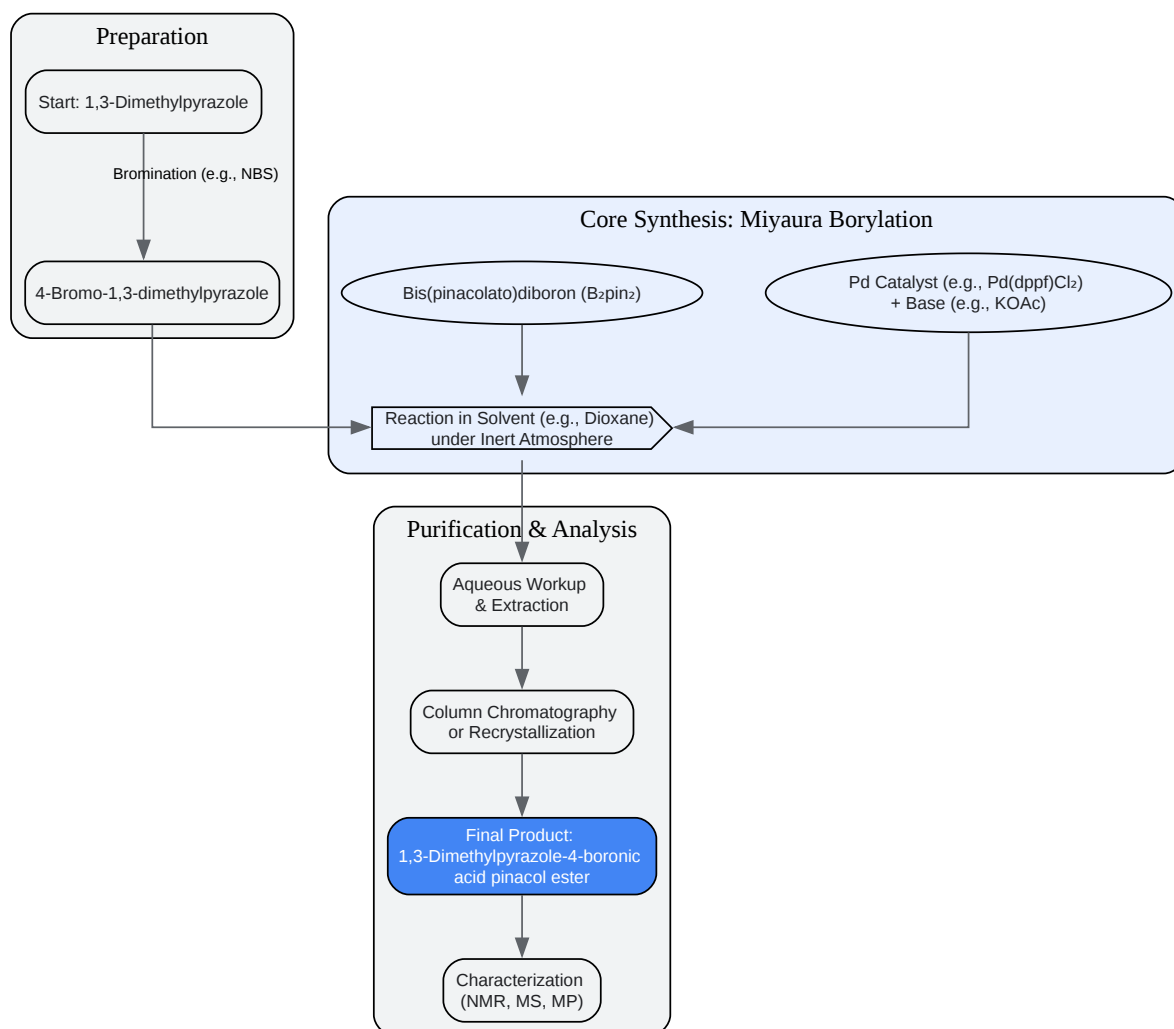 Preparation
Start: 1,3-Dimethylpyrazole
Bromination (e.g., NBS)
4-Bromo-1,3-dimethylpyrazole
Core Synthesis: Miyaura Borylation
Bis(pinacolato)diboron (B₂pin₂)
Pd Catalyst (e.g., Pd(dppf)Cl₂)
+ Base (e.g., KOAc)
Reaction in Solvent (e.g., Dioxane)
under Inert Atmosphere
Purification & Analysis
Aqueous Workup
& Extraction
Column Chromatography
or Recrystallization
Final Product:
1,3-Dimethylpyrazole-4-boronic
acid pinacol ester
Characterization
(NMR, MS, MP)